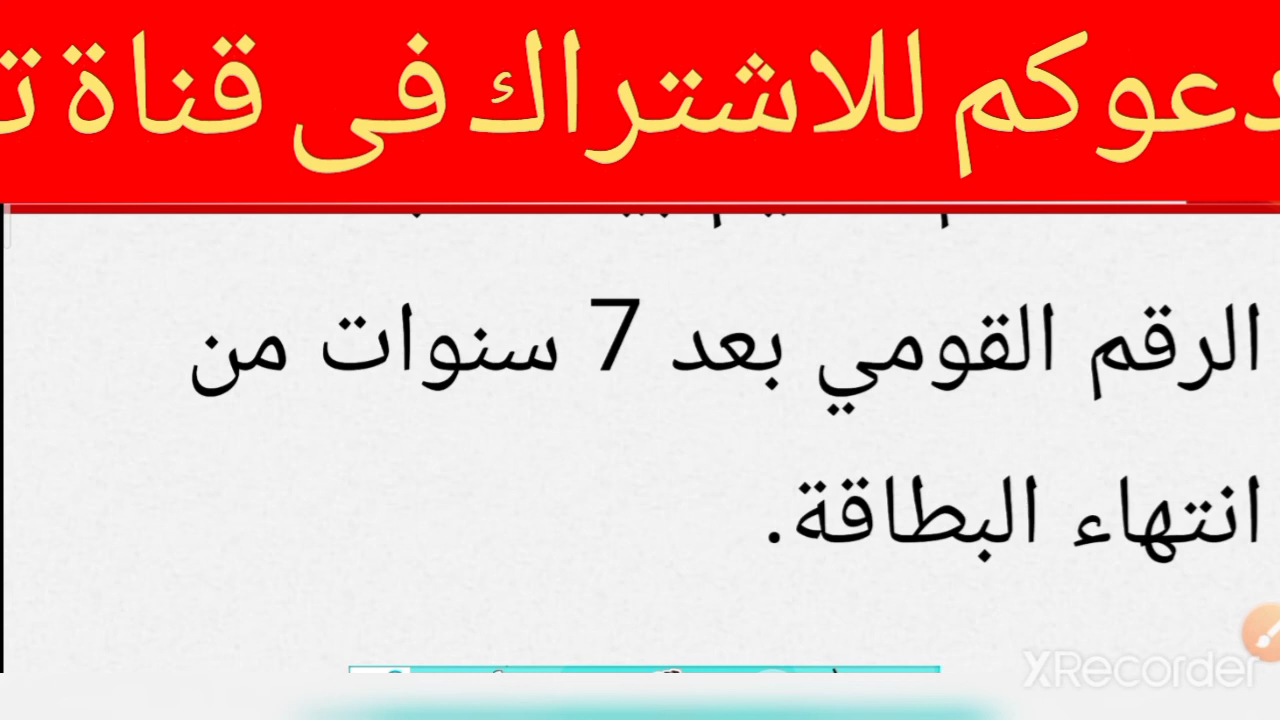 دعوكم للاشتراك فى قناة
الرقم القومي بعد 7 سنوات من
انتهاء البطاقة.
XRecorder